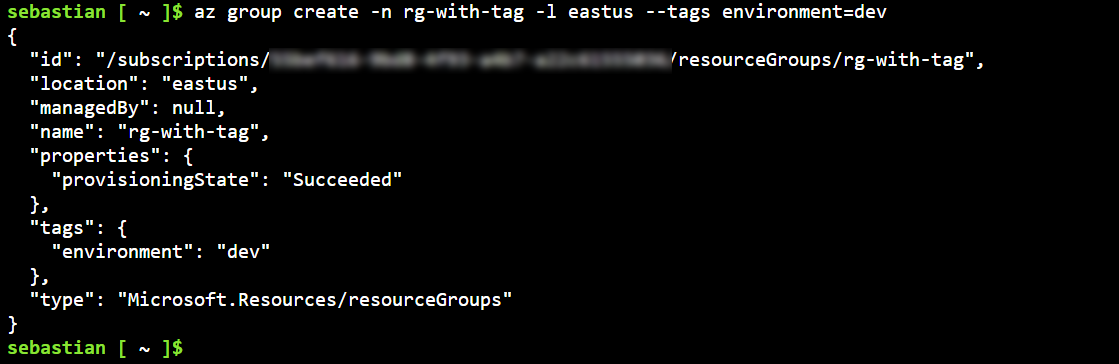 sebastian [ ~ ]$ az group create -n rg-with-tag -l eastus --tags environment=dev
{
  "id": "/subscriptions/ /resourceGroups/rg-with-tag",
  "location": "eastus",
  "managedBy": null,
  "name": "rg-with-tag",
  "properties": {
    "provisioningState": "Succeeded"
  },
  "tags": {
    "environment": "dev"
  },
  "type": "Microsoft.Resources/resourceGroups"
}
sebastian [ ~ ]$